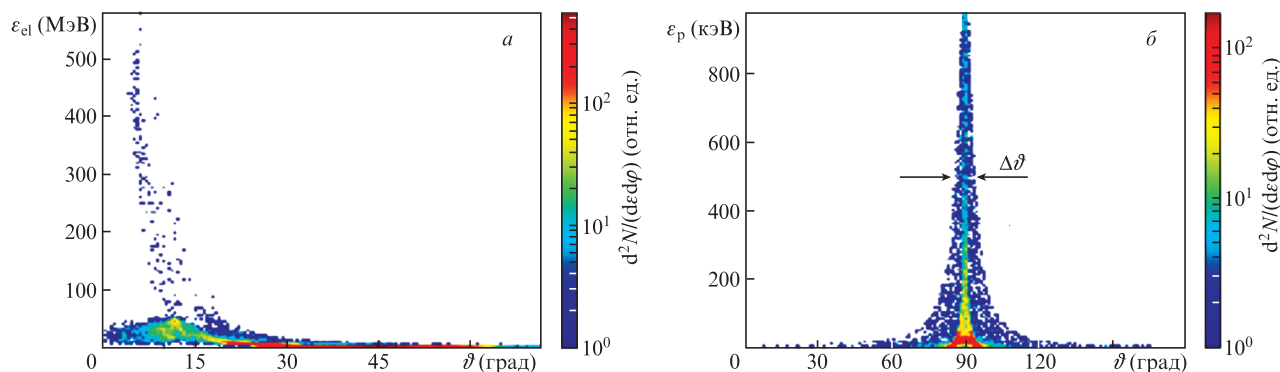 ε_el (МэВ)
а
500
400
300
200
100
0
15
30
45
ϑ (град)
10²
10¹
10⁰
d²N/(dεdφ) (отн. ед.)
ε_p (кэВ)
б
800
600
400
200
0
30
60
90
120
ϑ (град)
Δϑ
10²
10¹
10⁰
d²N/(dεdφ) (отн. ед.)